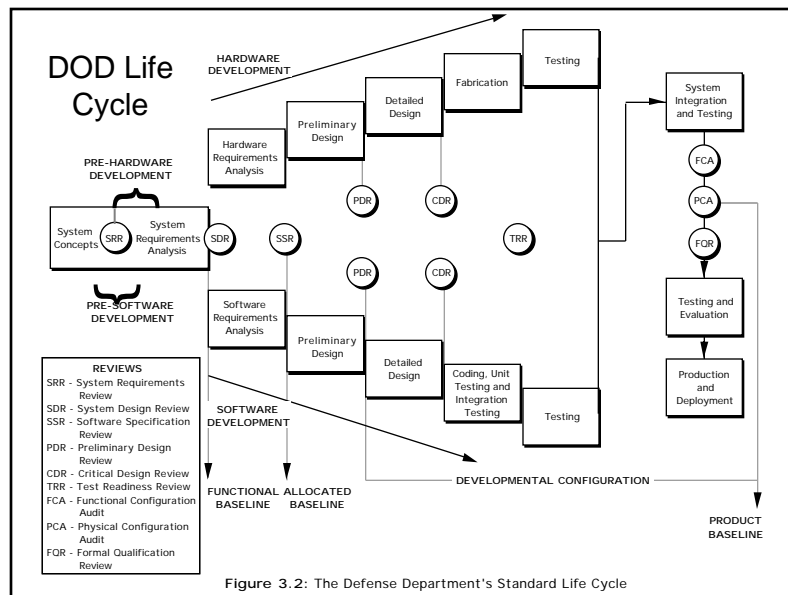 DOD Life
Cycle
HARDWARE
DEVELOPMENT
Testing
Fabrication
Detailed
Design
Preliminary
Design
Hardware
Requirements
Analysis
System
Integration
and Testing
PRE-HARDWARE
DEVELOPMENT
FCA
PDR
CDR
PCA
System
Concepts
SRR
System
Requirements
Analysis
SDR
SSR
TRR
FQR
PDR
CDR
PRE-SOFTWARE
DEVELOPMENT
Software
Requirements
Analysis
Preliminary
Design
Detailed
Design
Coding, Unit
Testing and
Integration
Testing
Testing
Testing and
Evaluation
Production
and
Deployment
REVIEWS
SRR - System Requirements
Review
SDR - System Design Review
SSR - Software Specification
Review
PDR - Preliminary Design
Review
CDR - Critical Design Review
TRR - Test Readiness Review
FCA - Functional Configuration
Audit
PCA - Physical Configuration
Audit
FQR - Formal Qualification
Review
SOFTWARE
DEVELOPMENT
FUNCTIONAL
BASELINE
ALLOCATED
BASELINE
DEVELOPMENTAL CONFIGURATION
PRODUCT
BASELINE
Figure 3.2: The Defense Department's Standard Life Cycle